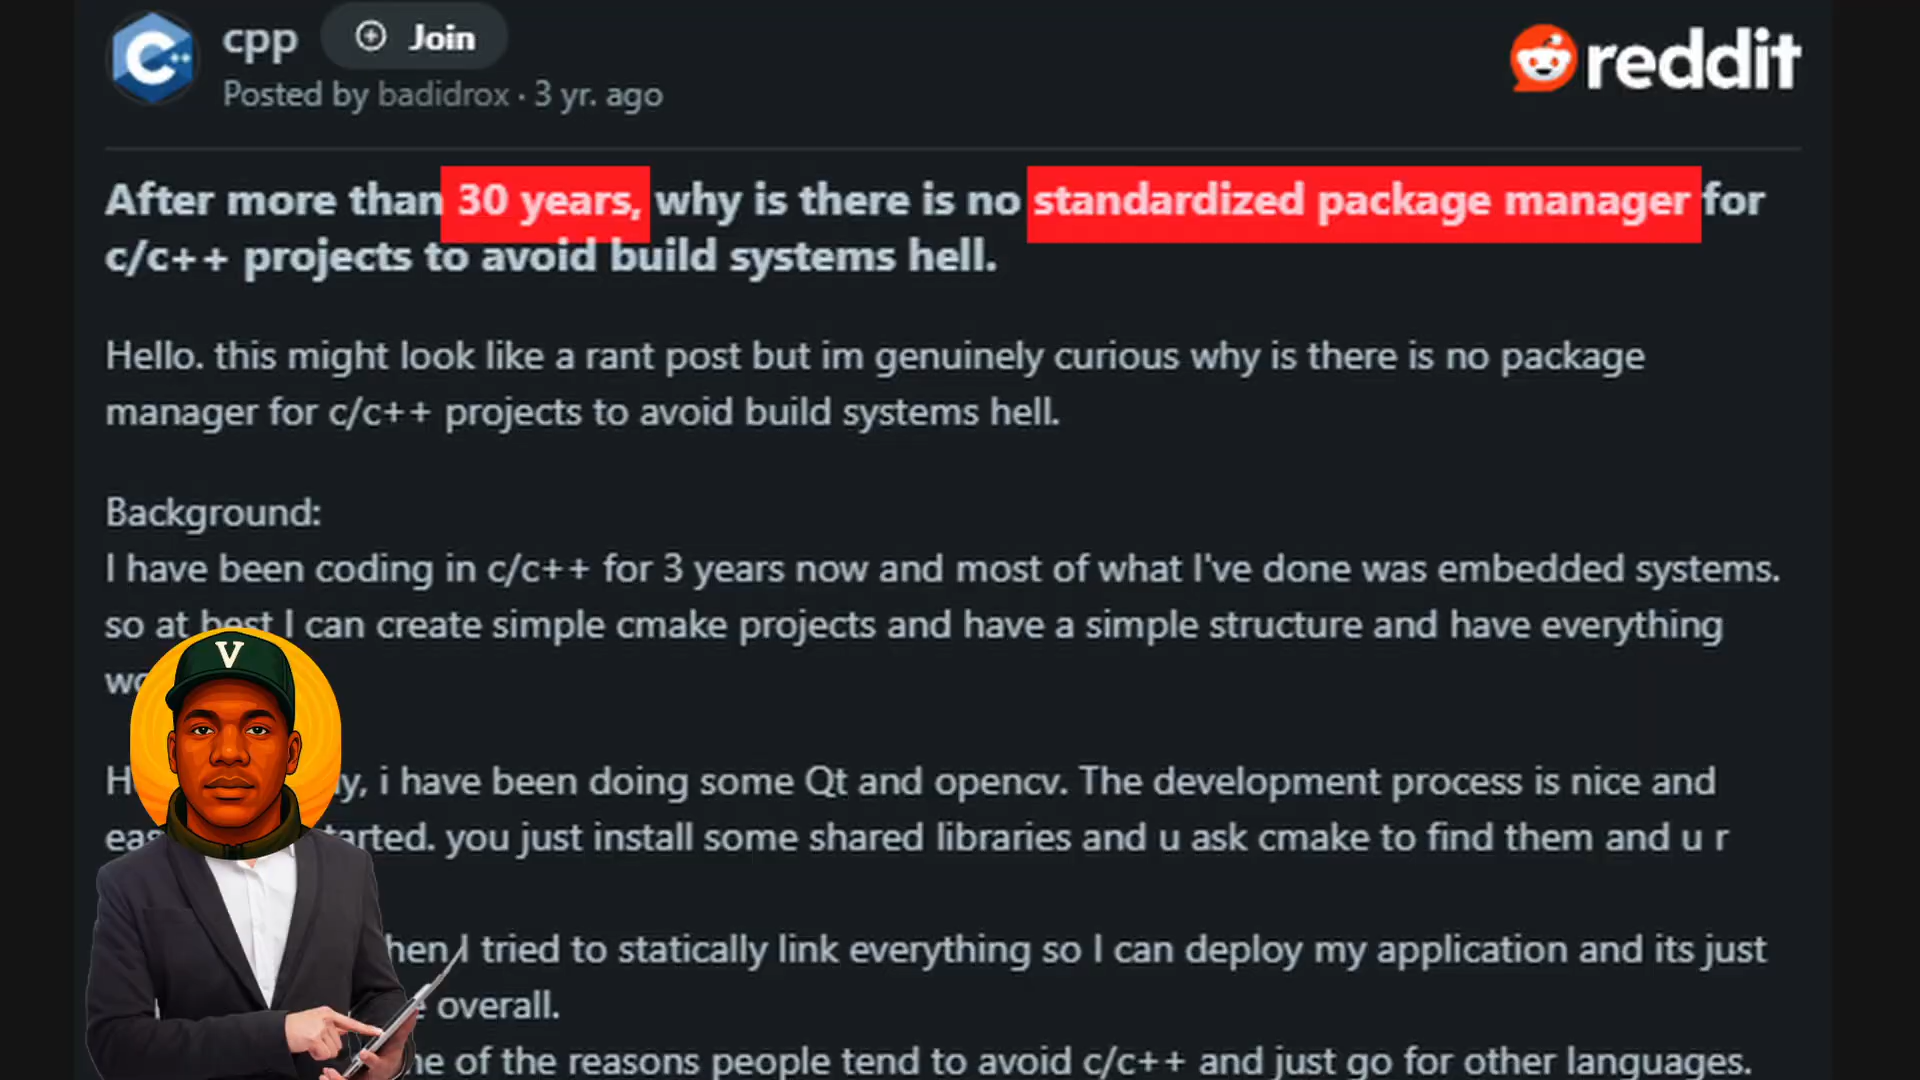 cpp
Join
reddit
Posted by badidrox · 3 yr. ago
After more than 30 years, why is there is no standardized package manager for
c/c++ projects to avoid build systems hell.
Hello. this might look like a rant post but im genuinely curious why is there is no package
manager for c/c++ projects to avoid build systems hell.
Background:
I have been coding in c/c++ for 3 years now and most of what I've done was embedded systems.
so at best I can create simple cmake projects and have a simple structure and have everything
i have been doing some Qt and opencv. The development process is nice and
you just install some shared libraries and u ask cmake to find them and u r
V
I tried to statically link everything so I can deploy my application and its just
overall.
of the reasons people tend to avoid c/c++ and just go for other languages.